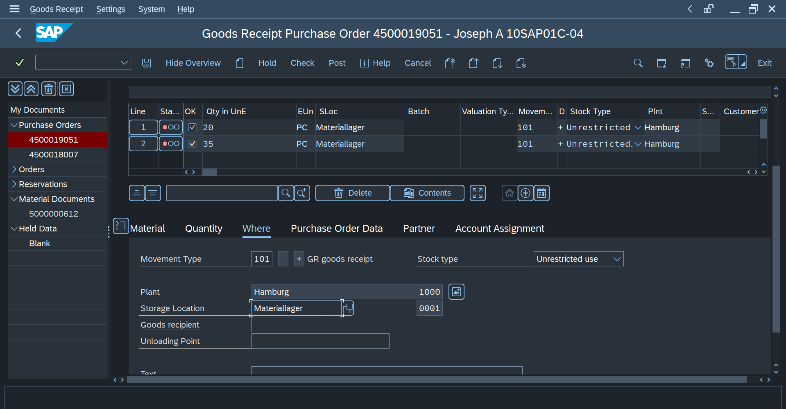 Goods Receipt Settings System Help
SAP Goods Receipt Purchase Order 4500019051 - Joseph A 10SAP01C-04
Hide Overview Hold Check Post Help Cancel Exit
My Documents
Purchase Orders
4500019051
4500018007
Orders
Reservations
Material Documents
5000000612
Held Data
Blank
Line Sta... OK Qty in UnE EUn SLoc Batch Valuation Ty... Movem... D Stock Type Plnt S... Customer
1 20 PC Materiallager 101 + Unrestricted Hamburg
2 35 PC Materiallager 101 + Unrestricted. Hamburg
Delete Contents
Material Quantity Where Purchase Order Data Partner Account Assignment
Movement Type 101 + GR goods receipt Stock type Unrestricted use
Plant Hamburg 1000
Storage Location Materiallager 0001
Goods recipient
Unloading Point
Text